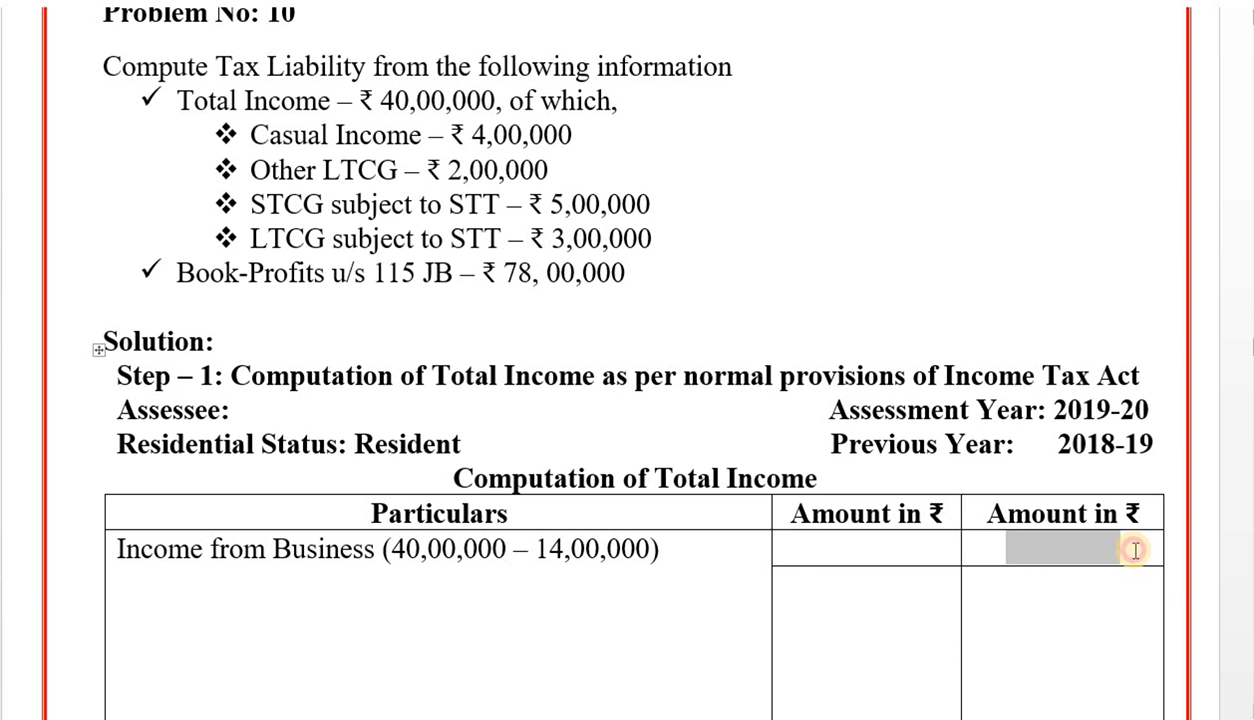 Problem No: 10
Compute Tax Liability from the following information
✓ Total Income – ₹ 40,00,000, of which,
❖ Casual Income – ₹ 4,00,000
❖ Other LTCG – ₹ 2,00,000
❖ STCG subject to STT – ₹ 5,00,000
❖ LTCG subject to STT – ₹ 3,00,000
✓ Book-Profits u/s 115 JB – ₹ 78, 00,000
Solution:
Step – 1: Computation of Total Income as per normal provisions of Income Tax Act
Assessee: Assessment Year: 2019-20
Residential Status: Resident Previous Year: 2018-19
Computation of Total Income
Particulars Amount in ₹ Amount in ₹
Income from Business (40,00,000 – 14,00,000)